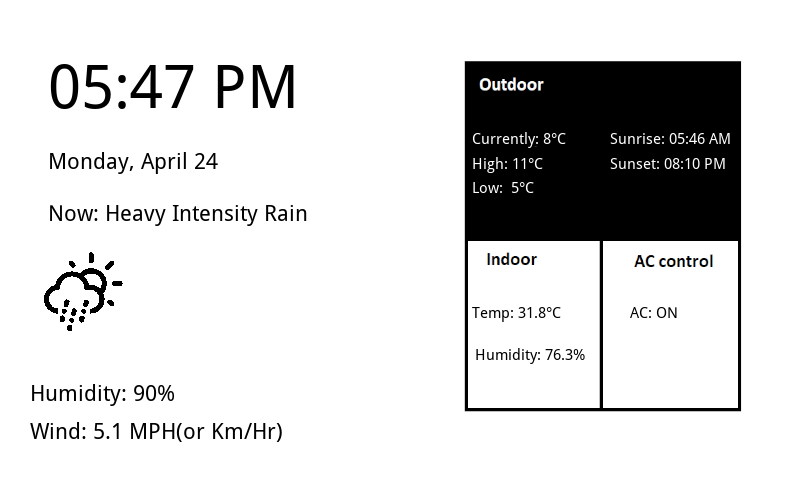 05:47 PM
Monday, April 24
Now: Heavy Intensity Rain
Humidity: 90%
Wind: 5.1 MPH(or Km/Hr)
Outdoor
Currently: 8°C
High: 11°C
Low: 5°C
Sunrise: 05:46 AM
Sunset: 08:10 PM
Indoor
Temp: 31.8°C
Humidity: 76.3%
AC control
AC: ON